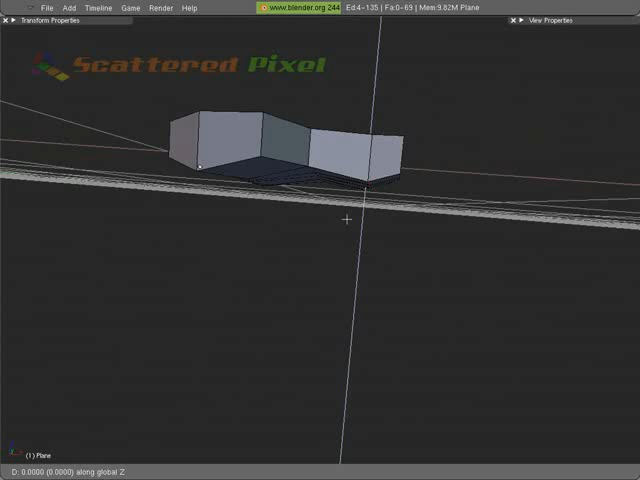 File Add Timeline Game Render Help www.blender.org 244 Ed:4-135 | Fa:0-69 | Mem:9.82M Plane
Transform Properties View Properties
Scattered Pixel
(1) Plane
D: 0.0000 (0.0000) along global Z